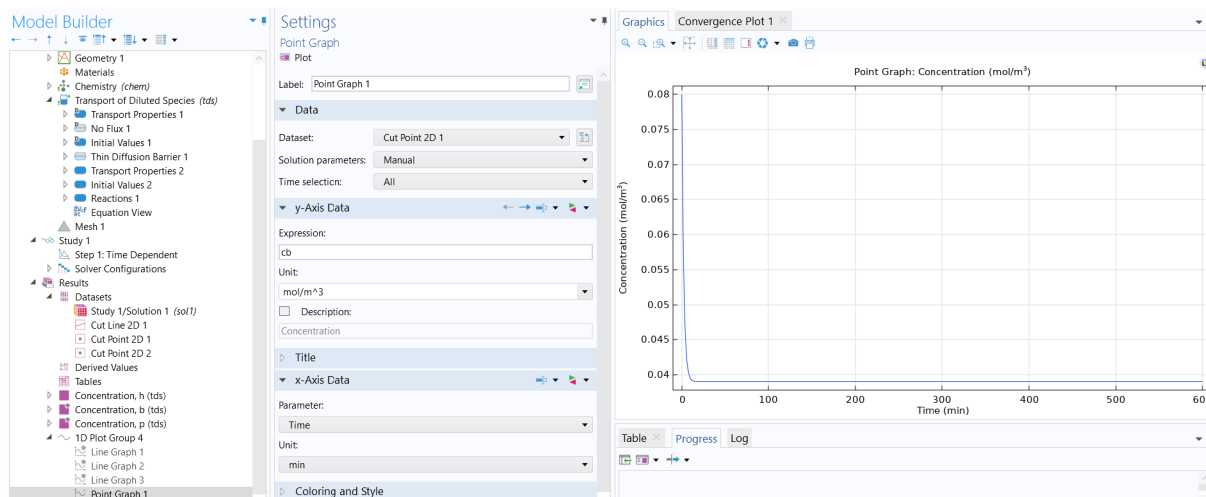 Model Builder
Geometry 1
Materials
Chemistry (chem)
Transport of Diluted Species (tds)
Transport Properties 1
No Flux 1
Initial Values 1
Thin Diffusion Barrier 1
Transport Properties 2
Initial Values 2
Reactions 1
Equation View
Mesh 1
Study 1
Step 1: Time Dependent
Solver Configurations
Results
Datasets
Study 1/Solution 1 (sol1)
Cut Line 2D 1
Cut Point 2D 1
Cut Point 2D 2
Derived Values
Tables
Concentration, h (tds)
Concentration, b (tds)
Concentration, p (tds)
1D Plot Group 4
Line Graph 1
Line Graph 2
Line Graph 3
Point Graph 1
Settings
Point Graph
Plot
Label: Point Graph 1
Data
Dataset: Cut Point 2D 1
Solution parameters: Manual
Time selection: All
y-Axis Data
Expression:
cb
Unit:
mol/m^3
Description:
Concentration
Title
x-Axis Data
Parameter:
Time
Unit:
min
Coloring and Style
Graphics Convergence Plot 1
Point Graph: Concentration (mol/m³)
Concentration (mol/m³)
0.08
0.075
0.07
0.065
0.06
0.055
0.05
0.045
0.04
0 100 200 300 400 500 60
Time (min)
Table Progress Log